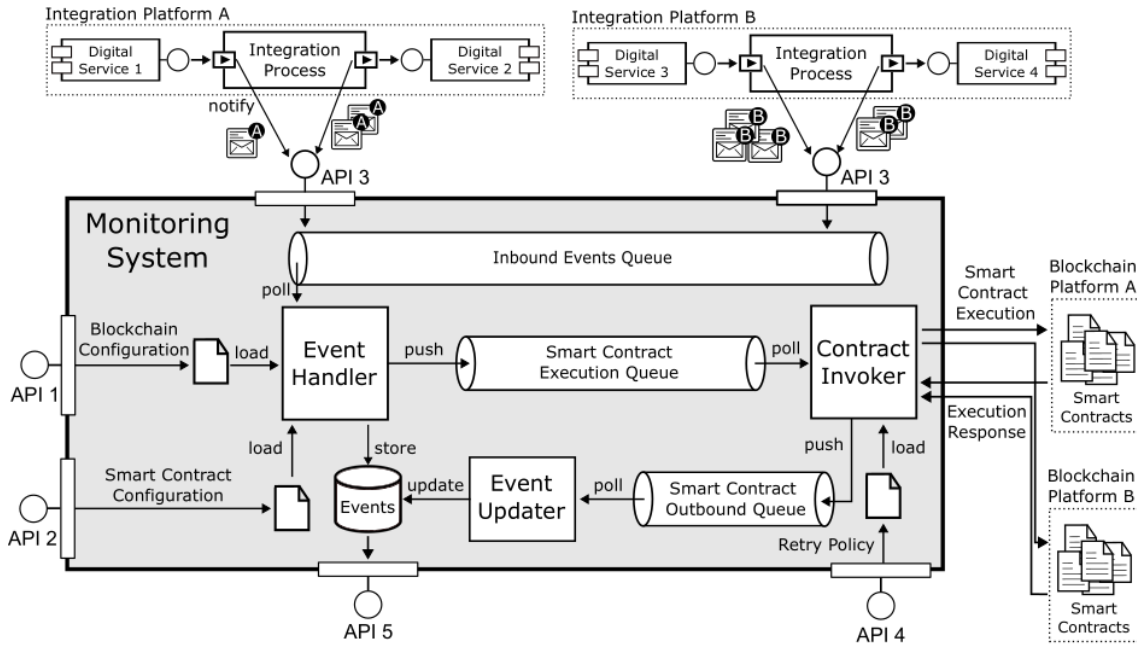 Integration Platform A
Digital
Service 1
Integration
Process
Digital
Service 2
notify
A
A
A
API 3
Integration Platform B
Digital
Service 3
Integration
Process
Digital
Service 4
B
B
B
B
B
API 3
Monitoring
System
Inbound Events Queue
poll
Blockchain
Configuration
load
Event
Handler
push
Smart Contract
Execution Queue
poll
Contract
Invoker
Smart
Contract
Execution
Blockchain
Platform A
Smart
Contracts
Execution
Response
API 1
load
store
push
load
Smart Contract
Configuration
Events
update
Event
Updater
poll
Smart Contract
Outbound Queue
Retry Policy
API 2
Blockchain
Platform B
Smart
Contracts
API 5
API 4